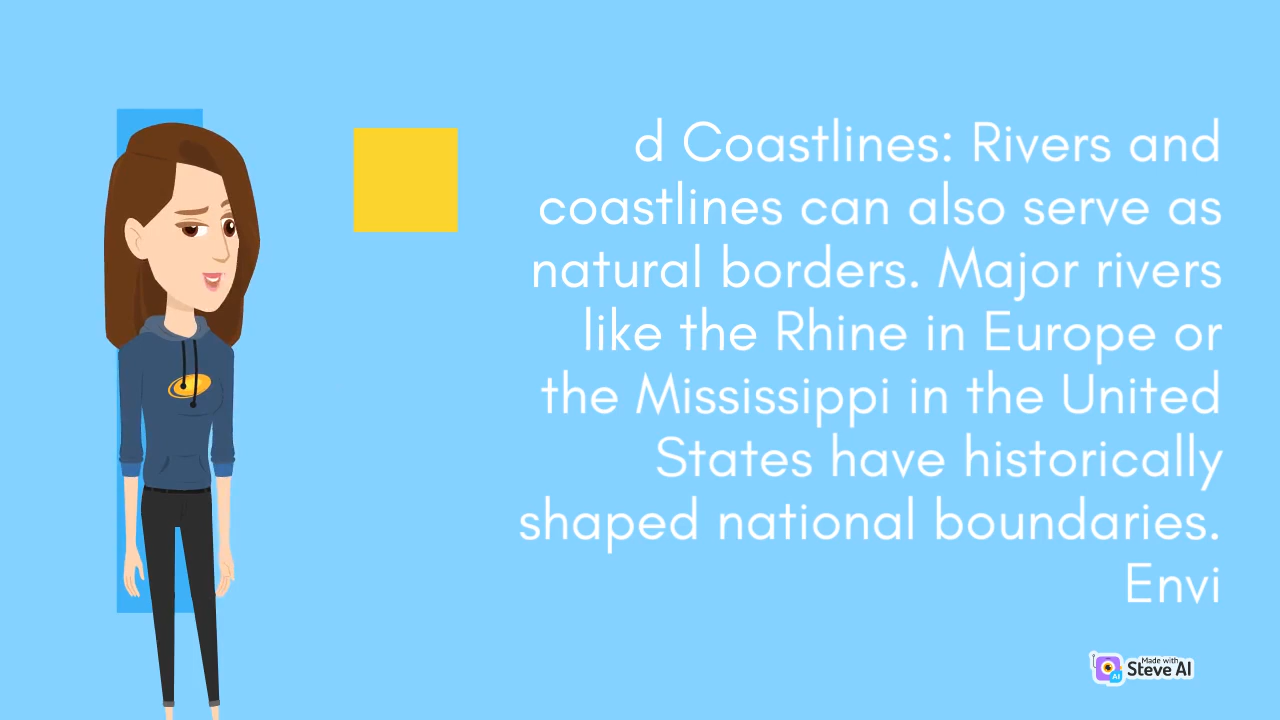 d Coastlines: Rivers and
coastlines can also serve as
natural borders. Major rivers
like the Rhine in Europe or
the Mississippi in the United
States have historically
shaped national boundaries.
Envi
Made with
Steve AI
AI